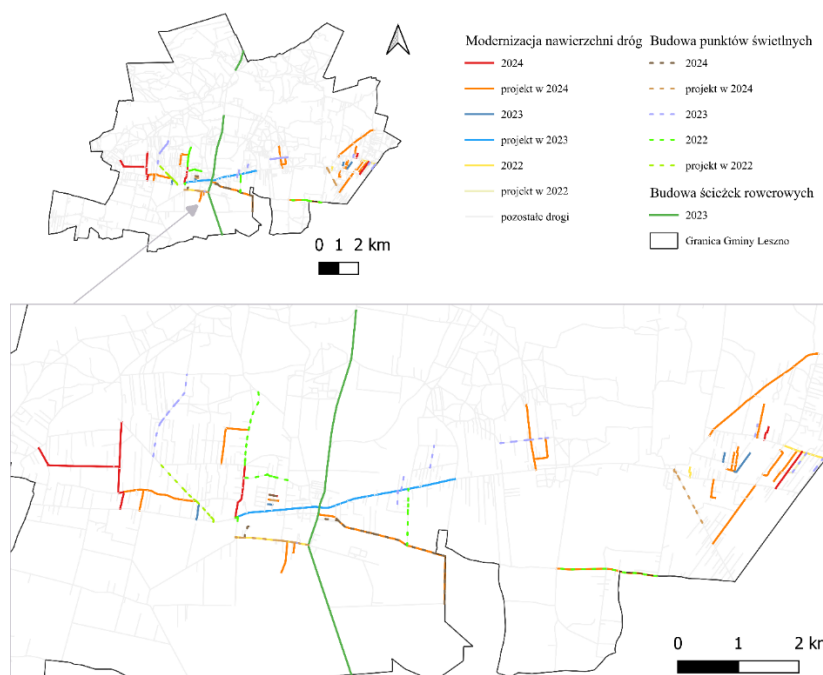 Modernizacja nawierzchni dróg
2024
projekt w 2024
2023
projekt w 2023
2022
projekt w 2022
pozostałe drogi
Budowa punktów świetlnych
2024
projekt w 2024
2023
2022
projekt w 2022
Budowa ścieżek rowerowych
2023
Granica Gminy Leszno
0 1 2 km
0 1 2 km